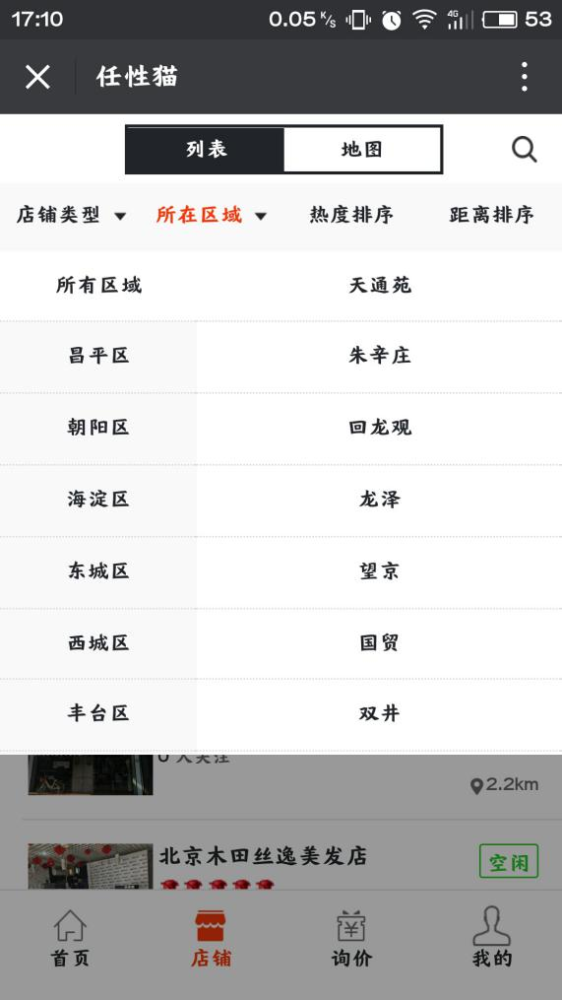 17:10 0.05 K/s 4G 53
任性猫
列表 地图
店铺类型 所在区域 热度排序 距离排序
所有区域 天通苑
昌平区 朱辛庄
朝阳区 回龙观
海淀区 龙泽
东城区 望京
西城区 国贸
丰台区 双井
0 人关注
2.2km
北京木田丝逸美发店
空闲
首页 店铺 询价 我的